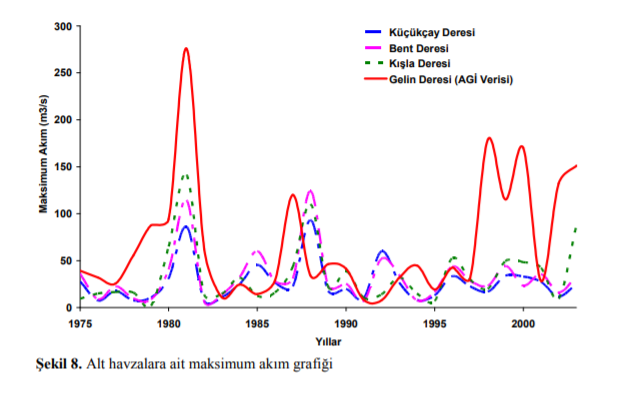 300
250
200
150
100
50
0
Maksimum Akım (m3/s)
Küçükçay Deresi
Bent Deresi
Kışla Deresi
Gelin Deresi (AGİ Verisi)
1975 1980 1985 1990 1995 2000
Yıllar
Şekil 8. Alt havzalara ait maksimum akım grafiği